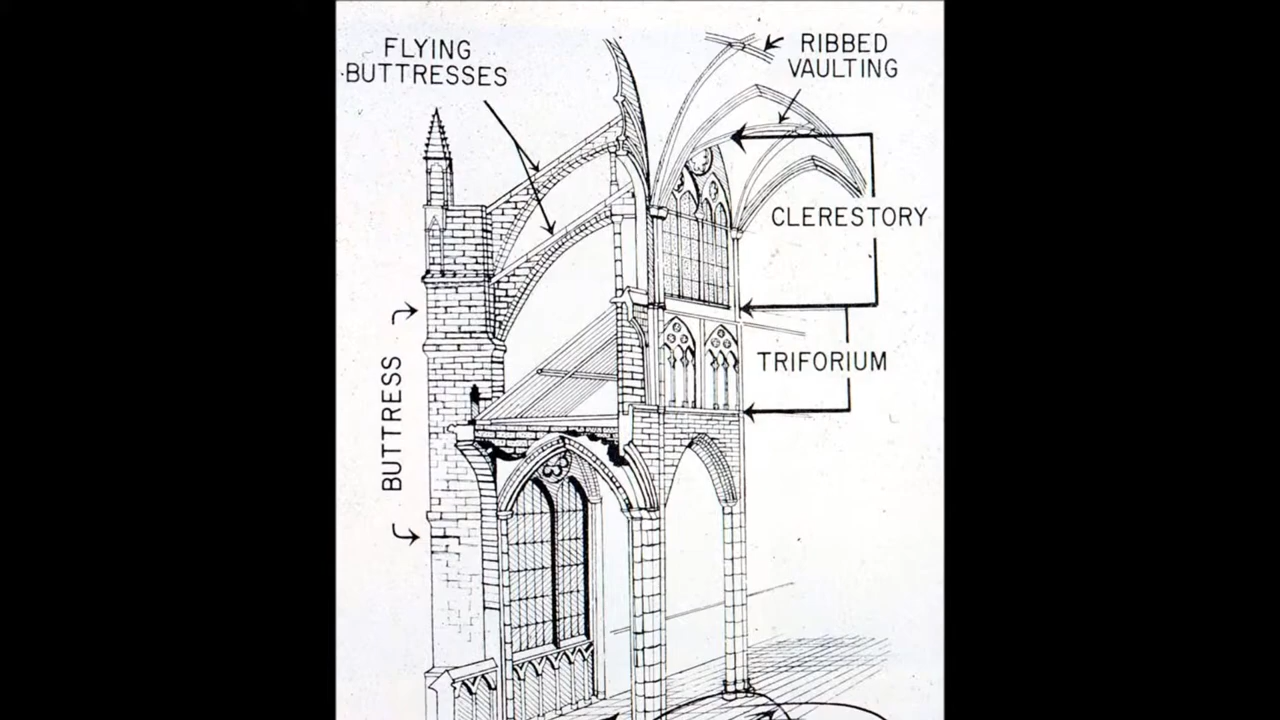 FLYING
BUTTRESSES
RIBBED
VAULTING
CLERESTORY
TRIFORIUM
BUTTRESS